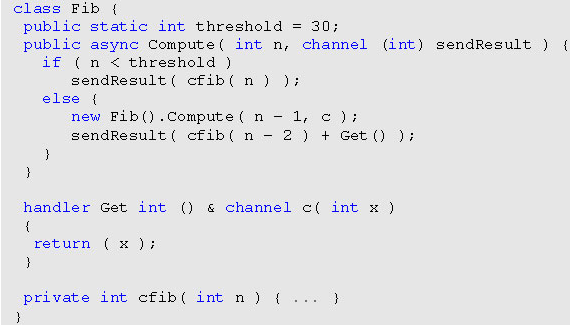 class Fib {
public static int threshold = 30;
public async Compute( int n, channel (int) sendResult ) {
if ( n < threshold )
sendResult( cfib( n ) );
else {
new Fib().Compute( n - 1, c );
sendResult( cfib( n - 2 ) + Get() );
}
}
handler Get int () & channel c( int x )
{
return ( x );
}
private int cfib( int n ) { ... }
}